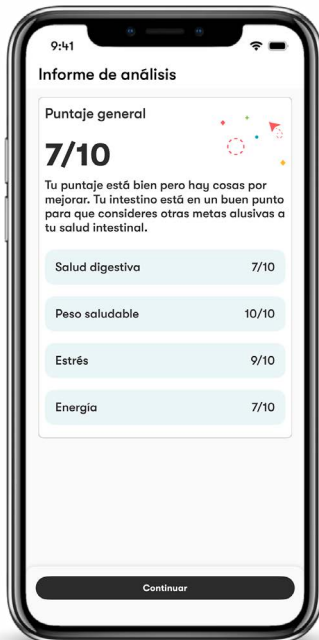 9:41
Informe de análisis
Puntaje general
7/10
Tu puntaje está bien pero hay cosas por
mejorar. Tu intestino está en un buen punto
para que consideres otras metas alusivas a
tu salud intestinal.
Salud digestiva 7/10
Peso saludable 10/10
Estrés 9/10
Energía 7/10
Continuar